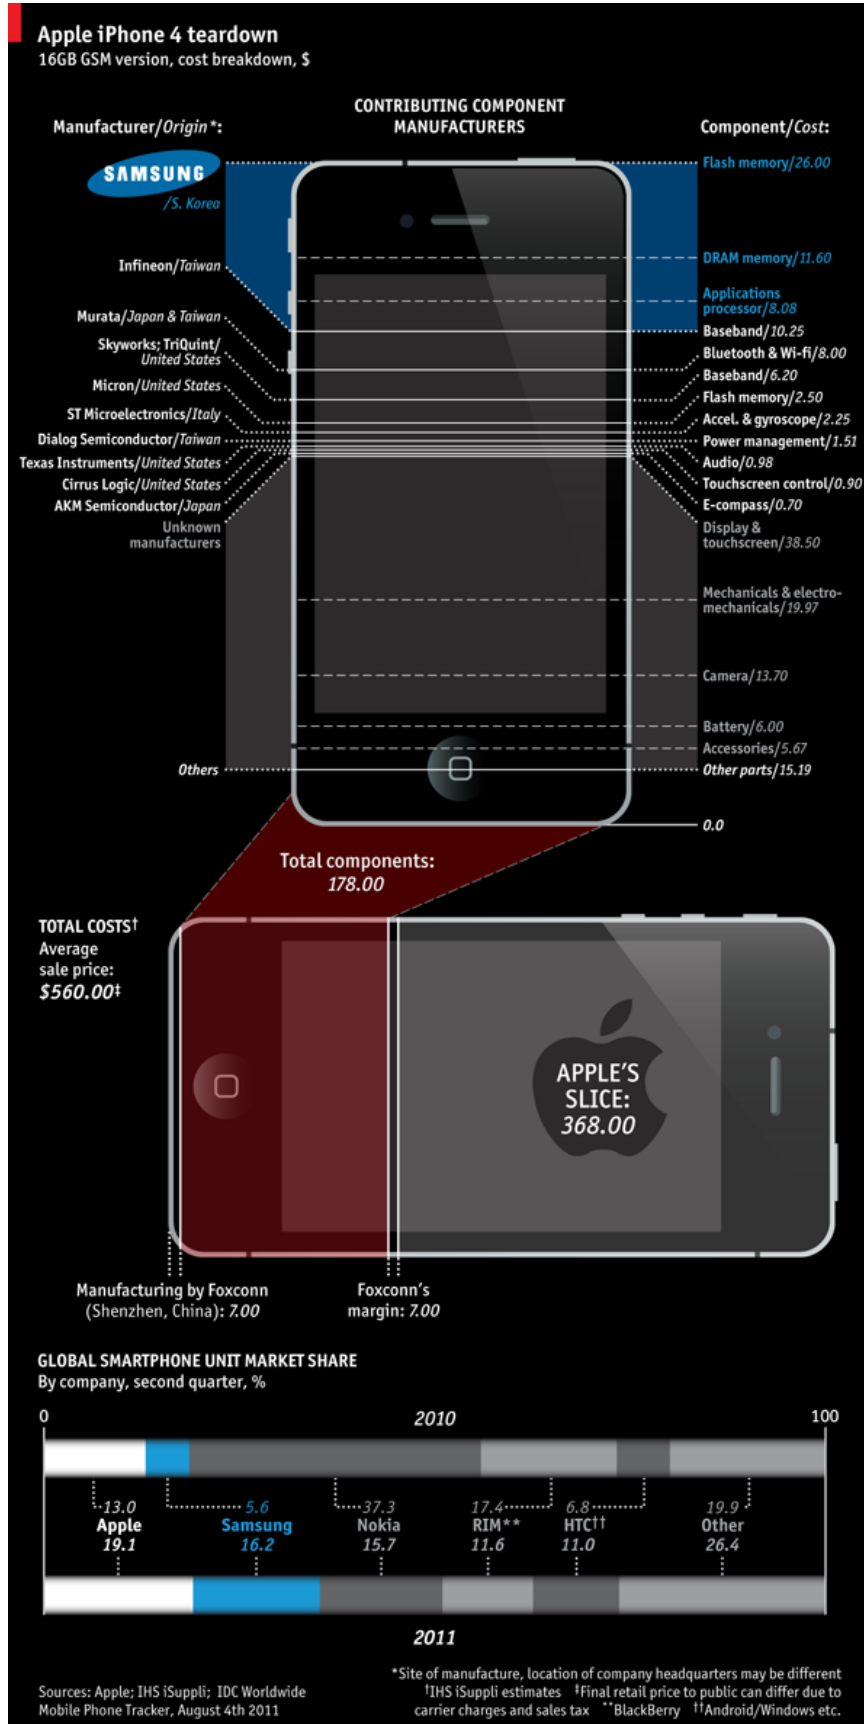 Apple iPhone 4 teardown
16GB GSM version, cost breakdown, $
CONTRIBUTING COMPONENT
MANUFACTURERS
Manufacturer/Origin*:
Component/Cost:
SAMSUNG
/S. Korea
Infineon/Taiwan
Murata/Japan & Taiwan
Skyworks; TriQuint/
United States
Micron/United States
ST Microelectronics/Italy
Dialog Semiconductor/Taiwan
Texas Instruments/United States
Cirrus Logic/United States
AKM Semiconductor/Japan
Unknown
manufacturers
Others
Flash memory/26.00
DRAM memory/11.60
Applications
processor/8.08
Baseband/10.25
Bluetooth & Wi-fi/8.00
Baseband/6.20
Flash memory/2.50
Accel. & gyroscope/2.25
Power management/1.51
Audio/0.98
Touchscreen control/0.90
E-compass/0.70
Display &
touchscreen/38.50
Mechanicals & electro-
mechanicals/19.97
Camera/13.70
Battery/6.00
Accessories/5.67
Other parts/15.19
0.0
Total components:
178.00
TOTAL COSTS†
Average
sale price:
$560.00‡
APPLE'S
SLICE:
368.00
Manufacturing by Foxconn
(Shenzhen, China): 7.00
Foxconn's
margin: 7.00
GLOBAL SMARTPHONE UNIT MARKET SHARE
By company, second quarter, %
0 2010 100
13.0 5.6 37.3 17.4 6.8 19.9
Apple Samsung Nokia RIM** HTC†† Other
19.1 16.2 15.7 11.6 11.0 26.4
2011
Sources: Apple; IHS iSuppli; IDC Worldwide
Mobile Phone Tracker, August 4th 2011
*Site of manufacture, location of company headquarters may be different
†IHS iSuppli estimates ‡Final retail price to public can differ due to
carrier charges and sales tax **BlackBerry ††Android/Windows etc.